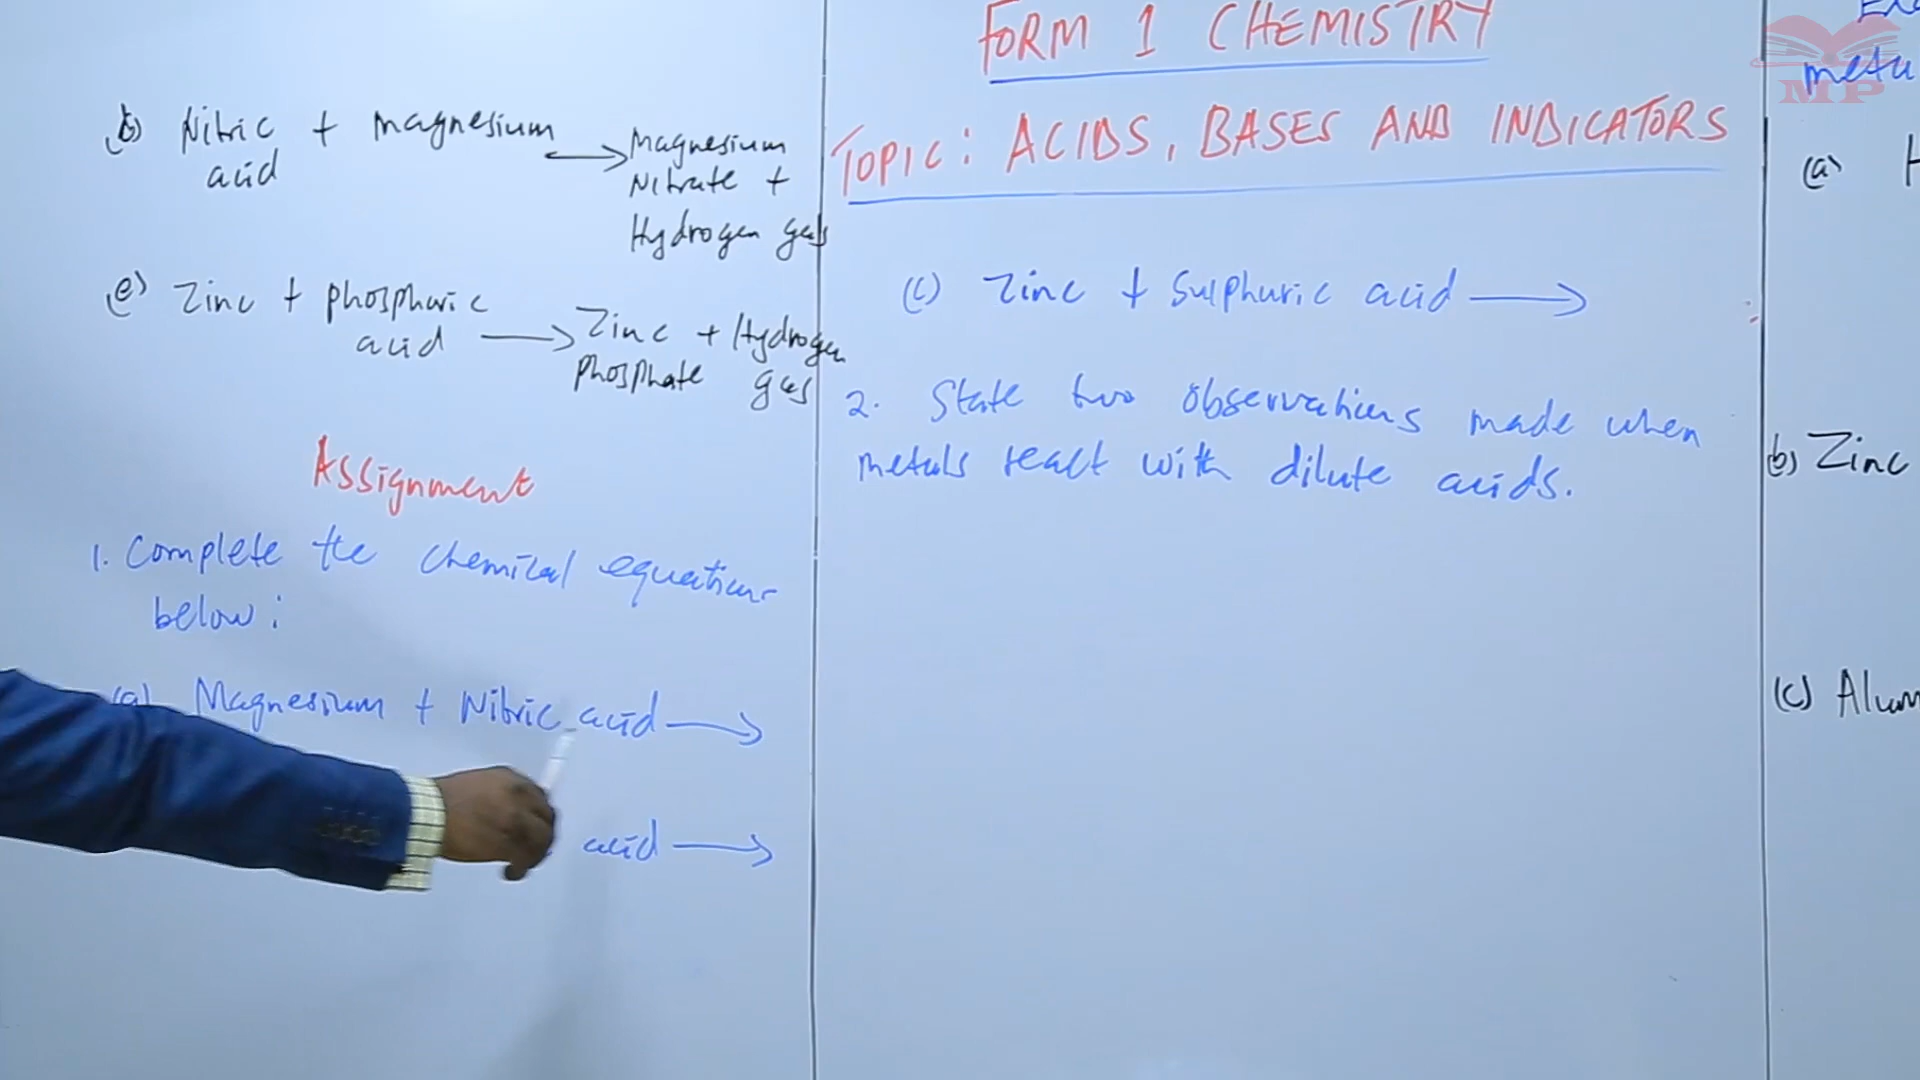 (b) Nitric + Magnesium
acid
Magnesium
Nitrate +
Hydrogen gas
(e) Zinc + phosphoric
acid
Zinc + Hydrogen
phosphate gas
Assignment
1. Complete the chemical equations
below:
(a) Magnesium + Nitric acid
acid
FORM 1 CHEMISTRY
TOPIC: ACIDS, BASES AND INDICATORS
(c) Zinc + Sulphuric acid
2. State two observations made when
metals react with dilute acids.
MP
(a) H
b) Zinc
(c) Alum